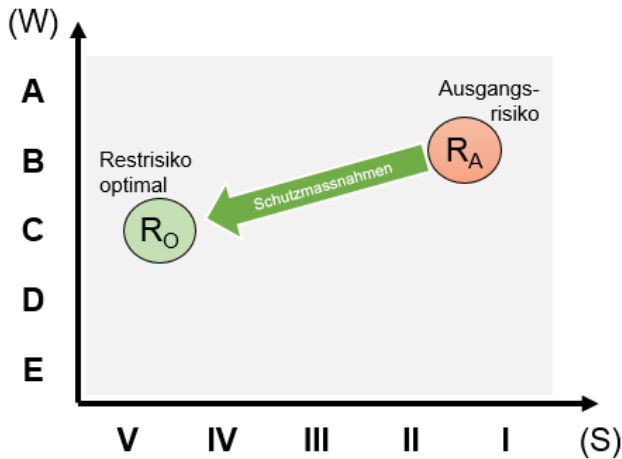 (W)
A
Ausgangs-
risiko
R_A
B
Restrisiko
optimal
Schutzmassnahmen
C
R_O
D
E
V IV III II I (S)